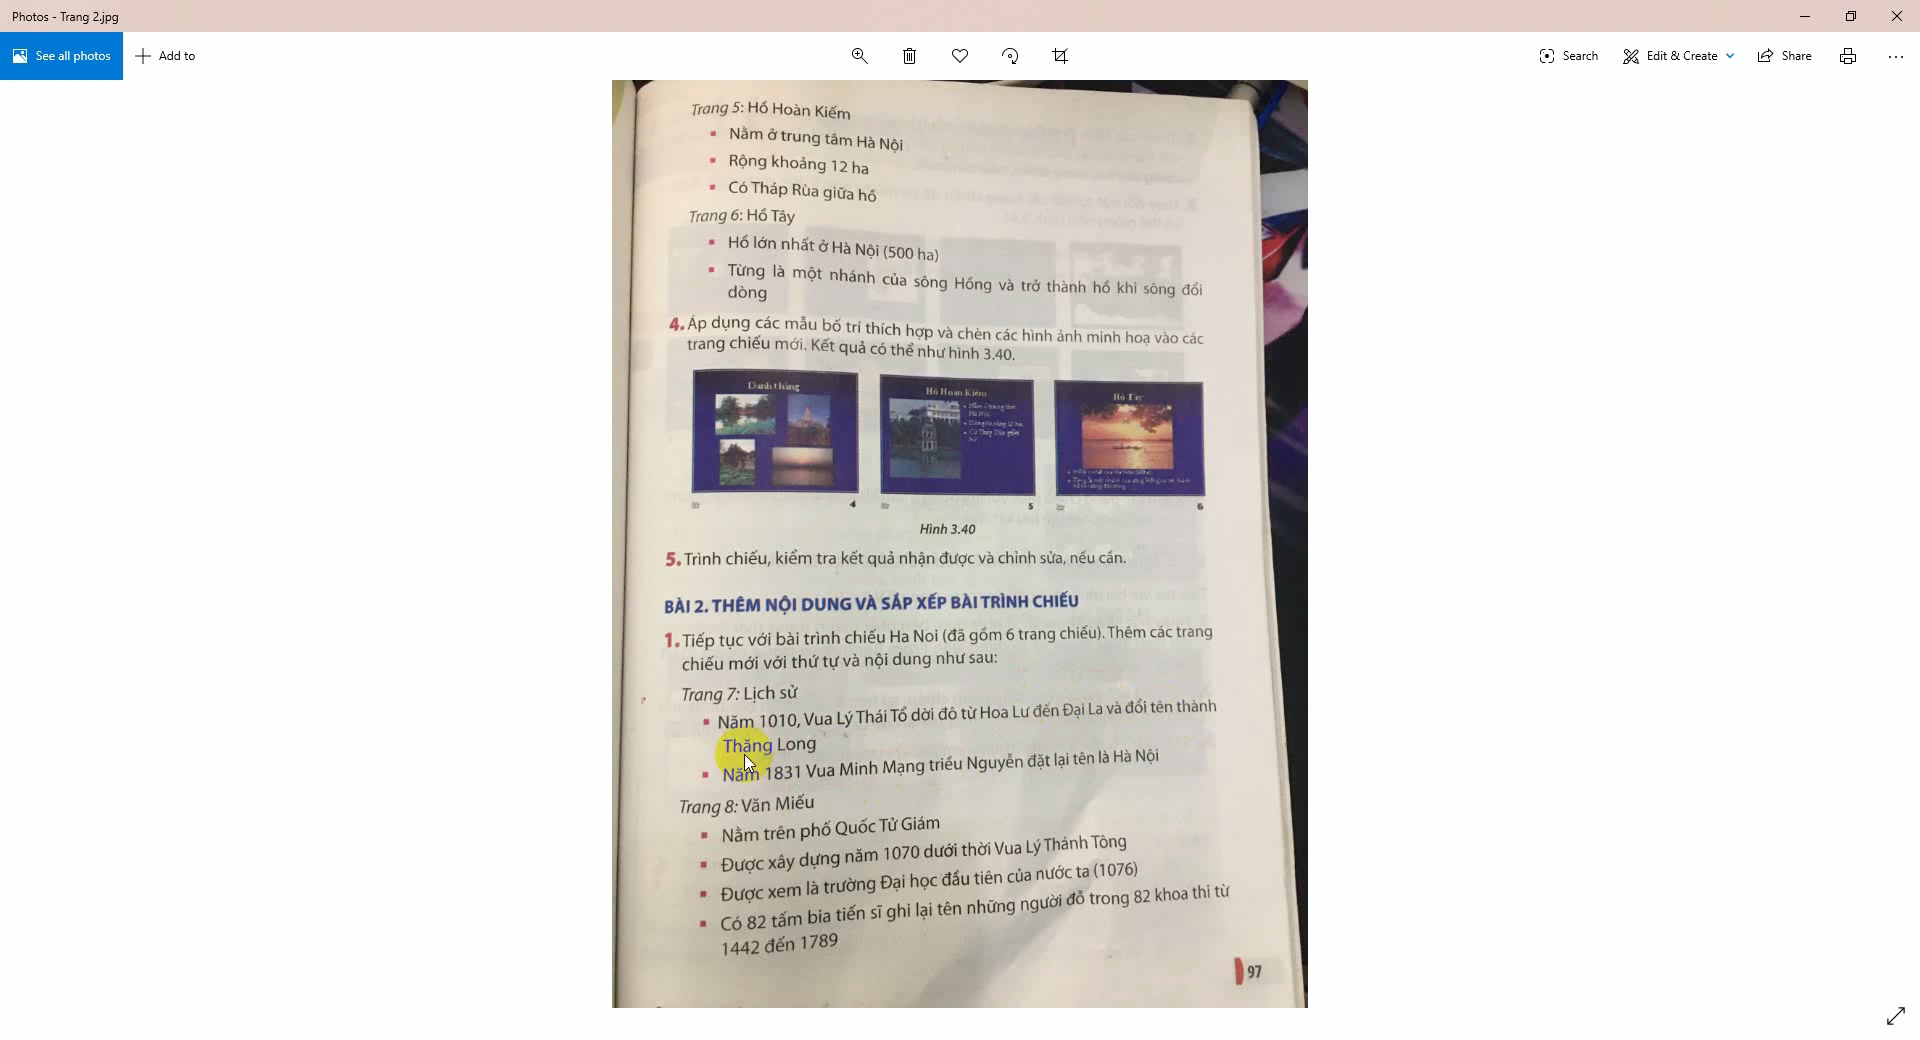 Photos - Trang 2.jpg
See all photos
Add to
Search
Edit & Create
Share
Trang 5: Hồ Hoàn Kiếm
Nằm ở trung tâm Hà Nội
Rộng khoảng 12 ha
Có Tháp Rùa giữa hồ
Trang 6: Hồ Tây
Hồ lớn nhất ở Hà Nội (500 ha)
Từng là một nhánh của sông Hồng và trở thành hồ khi sông đổi
dòng
4. Áp dụng các mẫu bố trí thích hợp và chèn các hình ảnh minh hoạ vào các
trang chiếu mới. Kết quả có thể như hình 3.40.
Danh thắng
Hồ Hoàn Kiếm
Hồ Tây
4
5
6
Hình 3.40
5. Trình chiếu, kiểm tra kết quả nhận được và chỉnh sửa, nếu cần.
BÀI 2. THÊM NỘI DUNG VÀ SẮP XẾP BÀI TRÌNH CHIẾU
1. Tiếp tục với bài trình chiếu Ha Noi (đã gồm 6 trang chiếu). Thêm các trang
chiếu mới với thứ tự và nội dung như sau:
Trang 7: Lịch sử
Năm 1010, Vua Lý Thái Tổ dời đô từ Hoa Lư đến Đại La và đổi tên thành
Thăng Long
Năm 1831 Vua Minh Mạng triều Nguyễn đặt lại tên là Hà Nội
Trang 8: Văn Miếu
Nằm trên phố Quốc Tử Giám
Được xây dựng năm 1070 dưới thời Vua Lý Thánh Tông
Được xem là trường Đại học đầu tiên của nước ta (1076)
Có 82 tấm bia tiến sĩ ghi lại tên những người đỗ trong 82 khoa thi từ
1442 đến 1789
97